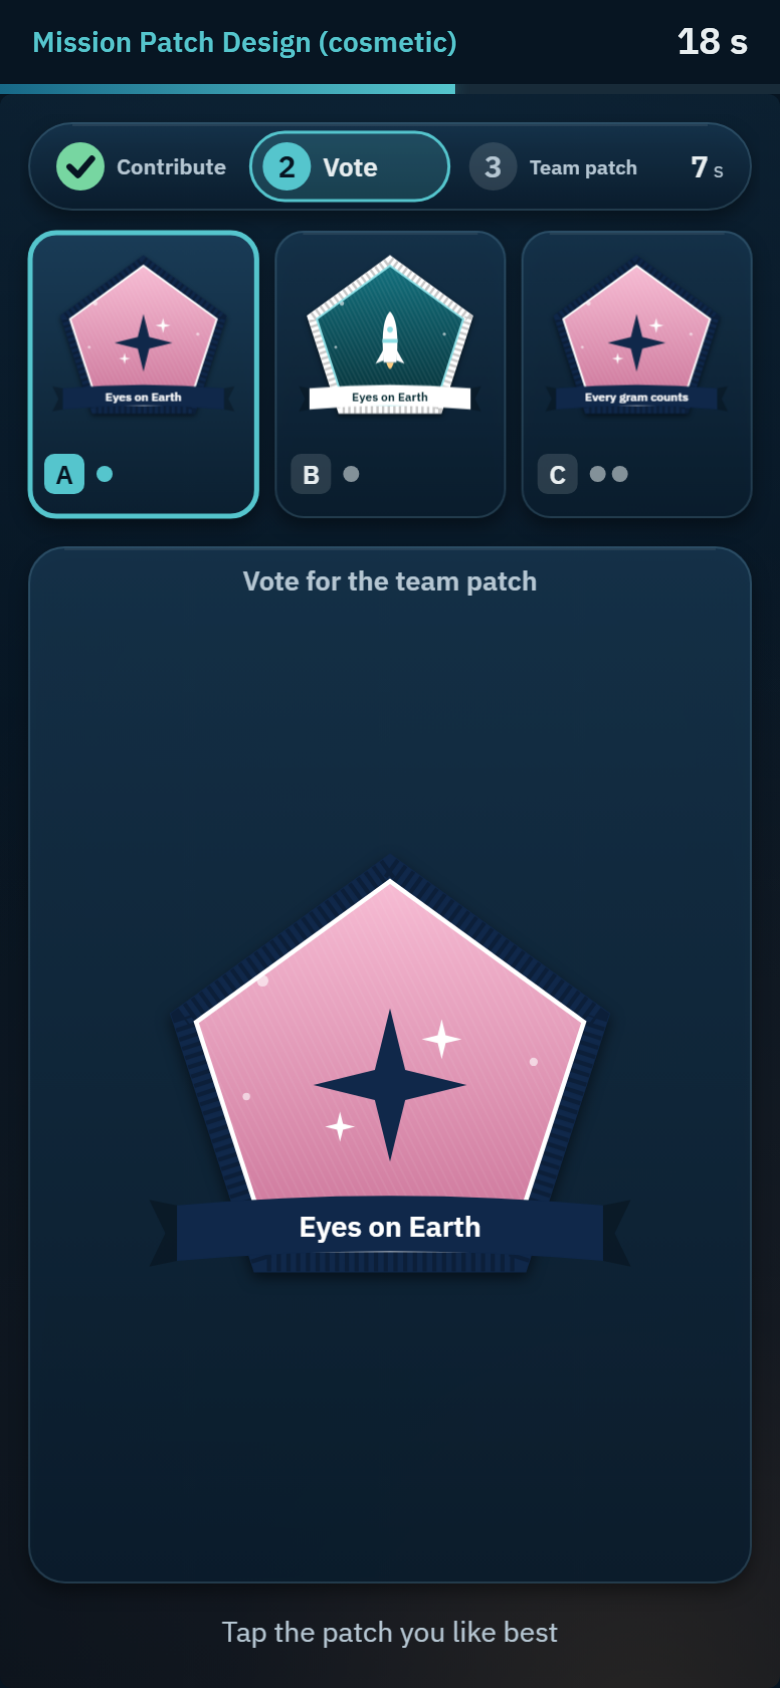 Mission Patch Design (cosmetic) 18 s
Contribute 2 Vote 3 Team patch 7 s
Eyes on Earth Eyes on Earth Every gram counts
A B C
Vote for the team patch
Eyes on Earth
Tap the patch you like best